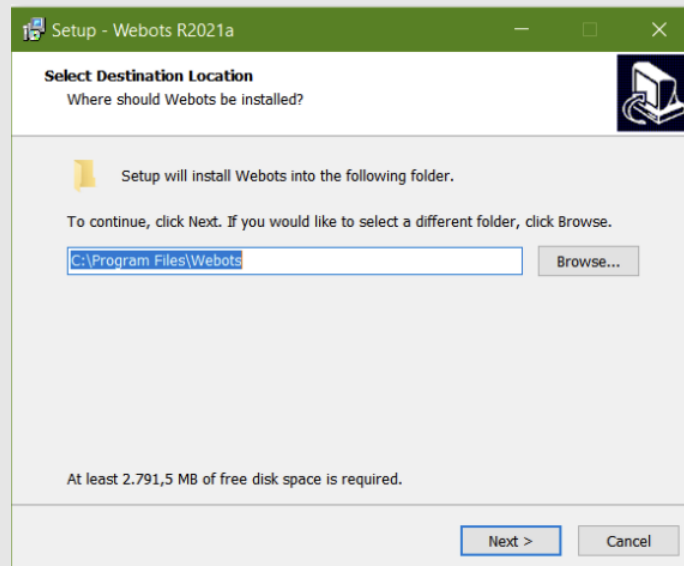 Setup - Webots R2021a
Select Destination Location
Where should Webots be installed?
Setup will install Webots into the following folder.
To continue, click Next. If you would like to select a different folder, click Browse.
C:\Program Files\Webots
Browse...
At least 2.791,5 MB of free disk space is required.
Next >
Cancel